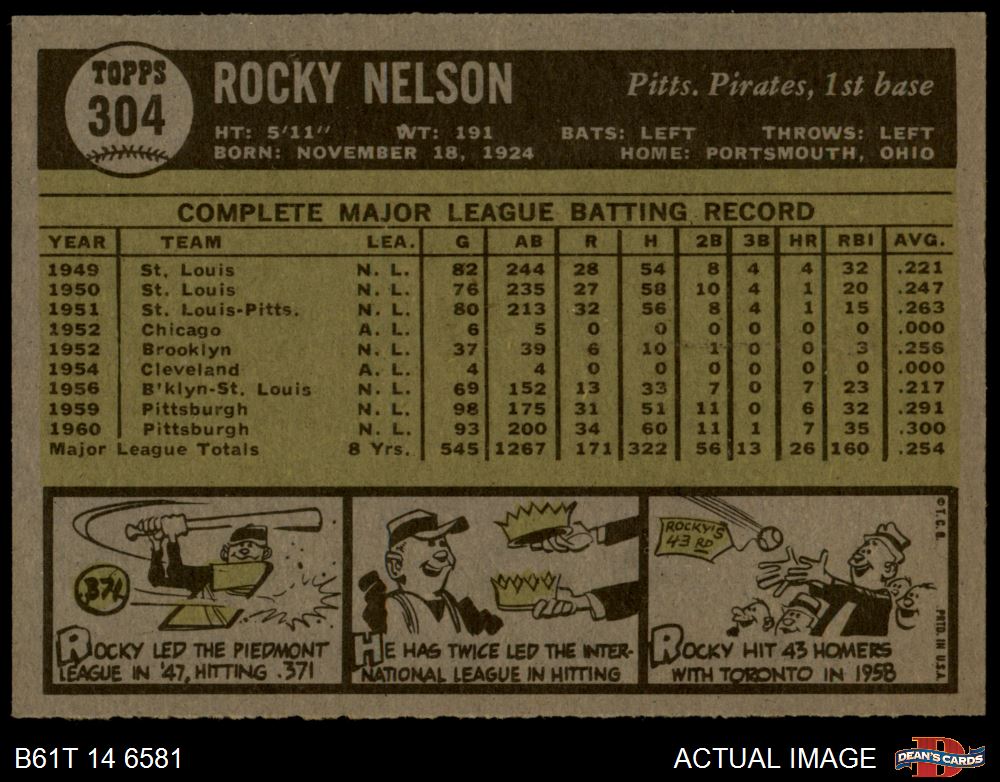 TOPPS
304
ROCKY NELSON
Pitts. Pirates, 1st base
HT: 5'11" WT: 191 BATS: LEFT THROWS: LEFT
BORN: NOVEMBER 18, 1924 HOME: PORTSMOUTH, OHIO
COMPLETE MAJOR LEAGUE BATTING RECORD
YEAR TEAM LEA. G AB R H 2B 3B HR RBI AVG.
1949 St. Louis N. L. 82 244 28 54 8 4 4 32 .221
1950 St. Louis N. L. 76 235 27 58 10 4 1 20 .247
1951 St. Louis-Pitts. N. L. 80 213 32 56 8 4 1 15 .263
1952 Chicago A. L. 6 5 0 0 0 0 0 0 .000
1952 Brooklyn N. L. 37 39 6 10 1 0 0 3 .256
1954 Cleveland A. L. 4 4 0 0 0 0 0 0 .000
1956 B'klyn-St. Louis N. L. 69 152 13 33 7 0 7 23 .217
1959 Pittsburgh N. L. 98 175 31 51 11 0 6 32 .291
1960 Pittsburgh N. L. 93 200 34 60 11 1 7 35 .300
Major League Totals 8 Yrs. 545 1267 171 322 56 13 26 160 .254
.371
ROCKY LED THE PIEDMONT
LEAGUE IN '47, HITTING .371
HE HAS TWICE LED THE INTER-
NATIONAL LEAGUE IN HITTING
ROCKY'S
43 RD
ROCKY HIT 43 HOMERS
WITH TORONTO IN 1958
© T.C.G. PRTD. IN U.S.A.
B61T 14 6581
ACTUAL IMAGE
D
DEAN'S CARDS